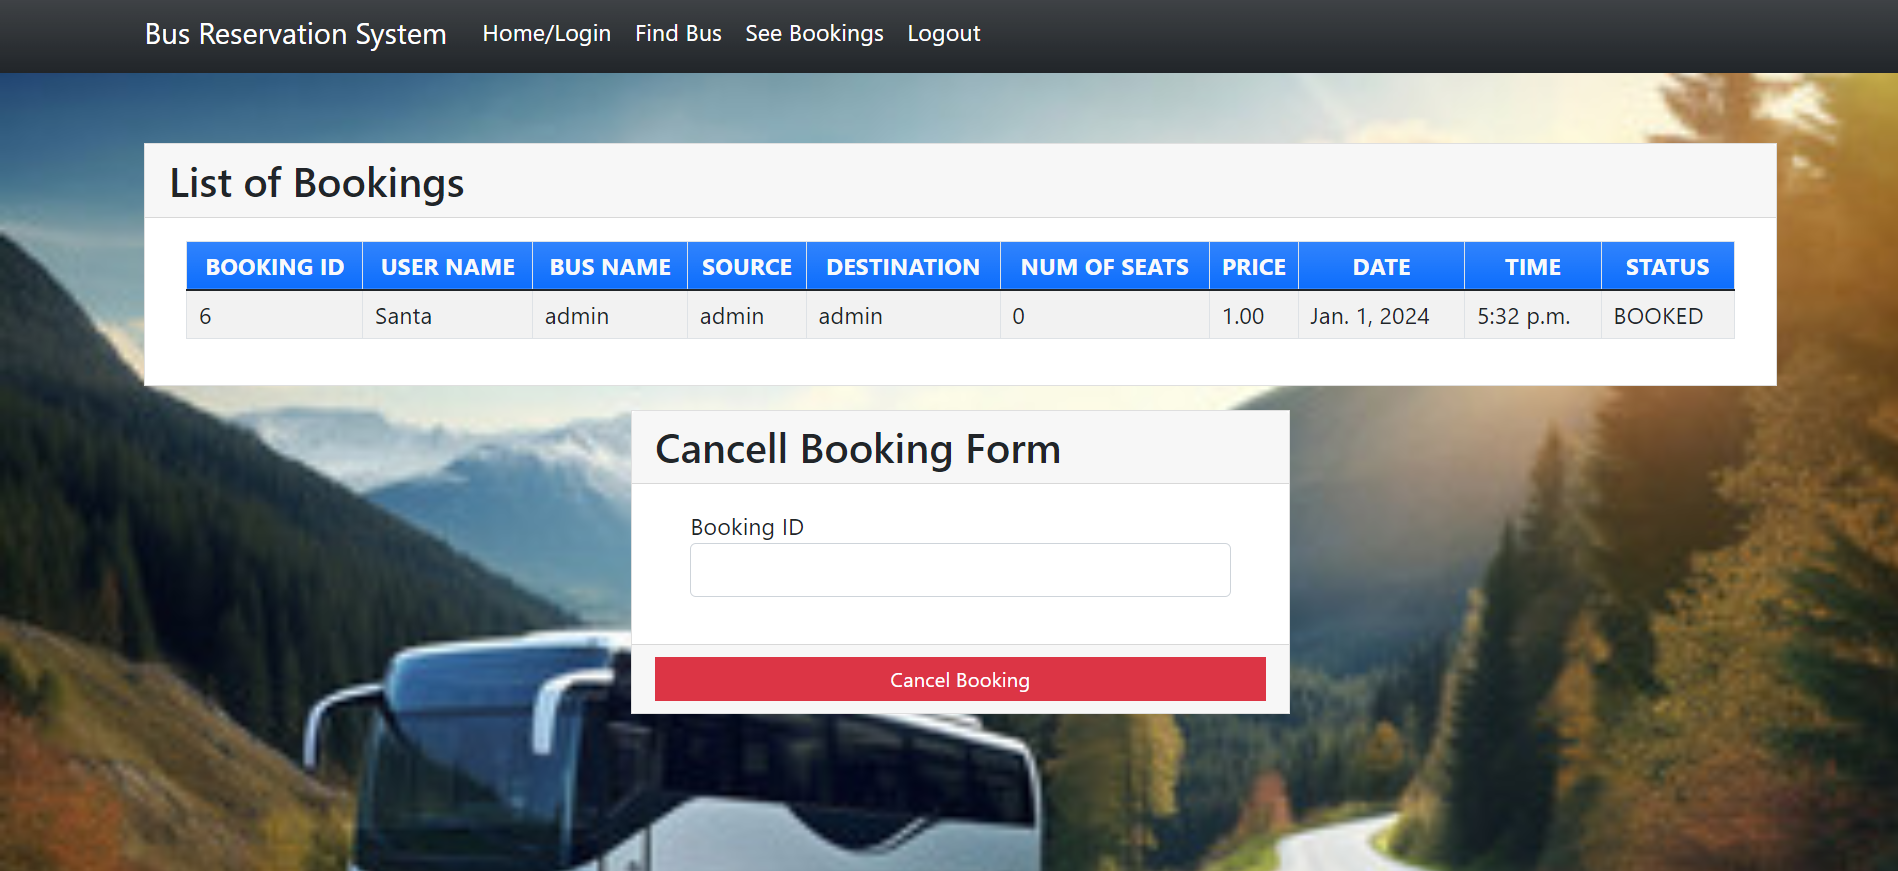 Bus Reservation System Home/Login Find Bus See Bookings Logout
List of Bookings
BOOKING ID USER NAME BUS NAME SOURCE DESTINATION NUM OF SEATS PRICE DATE TIME STATUS
6 Santa admin admin admin 0 1.00 Jan. 1, 2024 5:32 p.m. BOOKED
Cancell Booking Form
Booking ID
Cancel Booking